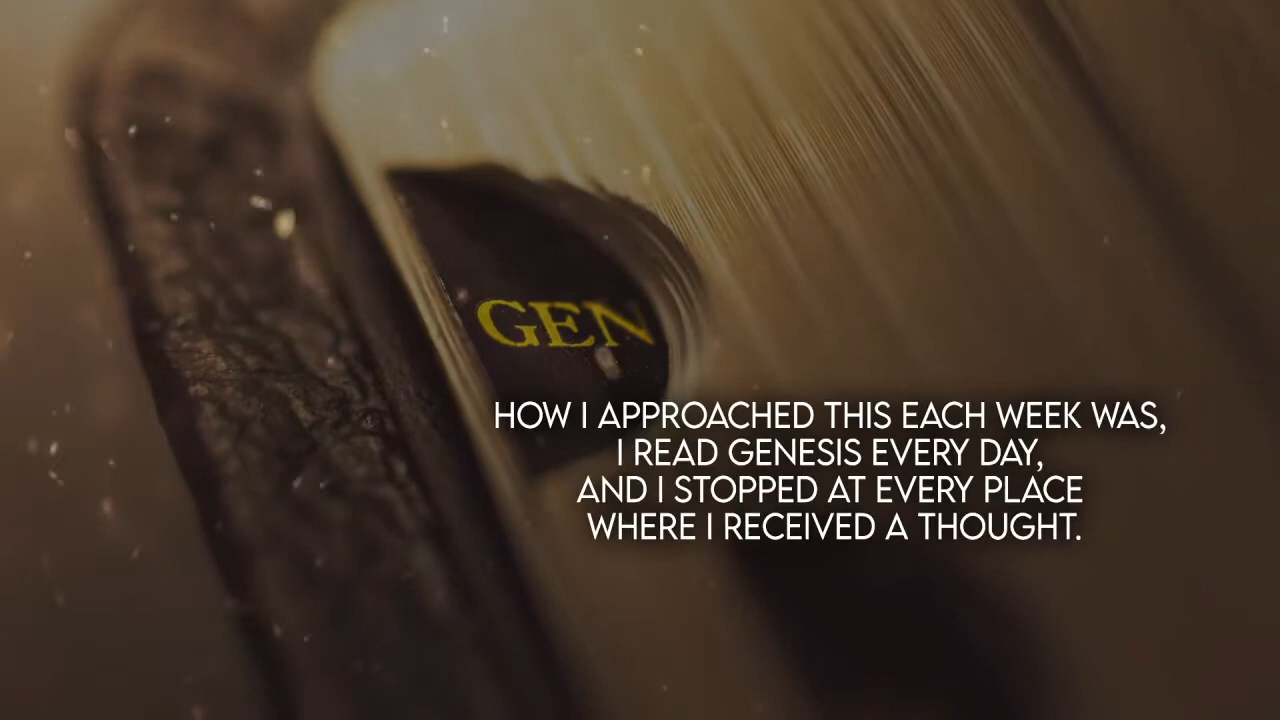 GEN
HOW I APPROACHED THIS EACH WEEK WAS,
I READ GENESIS EVERY DAY,
AND I STOPPED AT EVERY PLACE
WHERE I RECEIVED A THOUGHT.